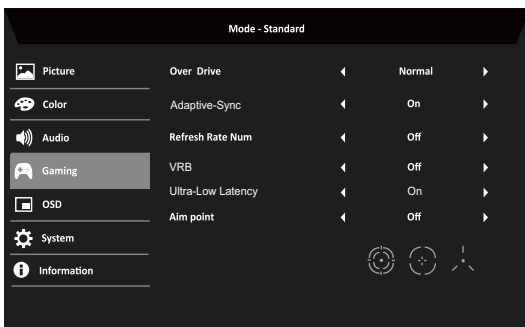 Mode - Standard
Picture
Over Drive Normal
Color
Adaptive-Sync On
Audio
Refresh Rate Num Off
Gaming
VRB Off
Ultra-Low Latency On
OSD
Aim point Off
System
Information